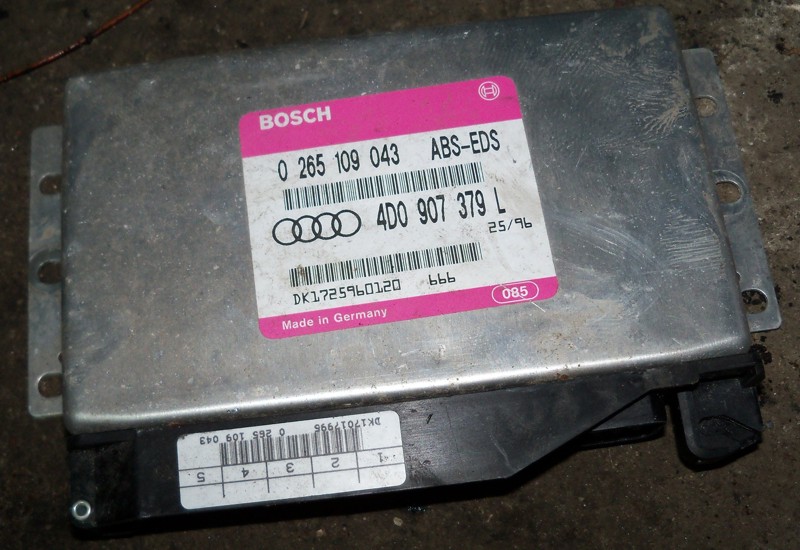 BOSCH
0 265 109 043 ABS-EDS
4D0 907 379 L
25/96
DK1725960120 666
Made in Germany 085
DK17017995
0 265 109 043
1 2 3 4 5